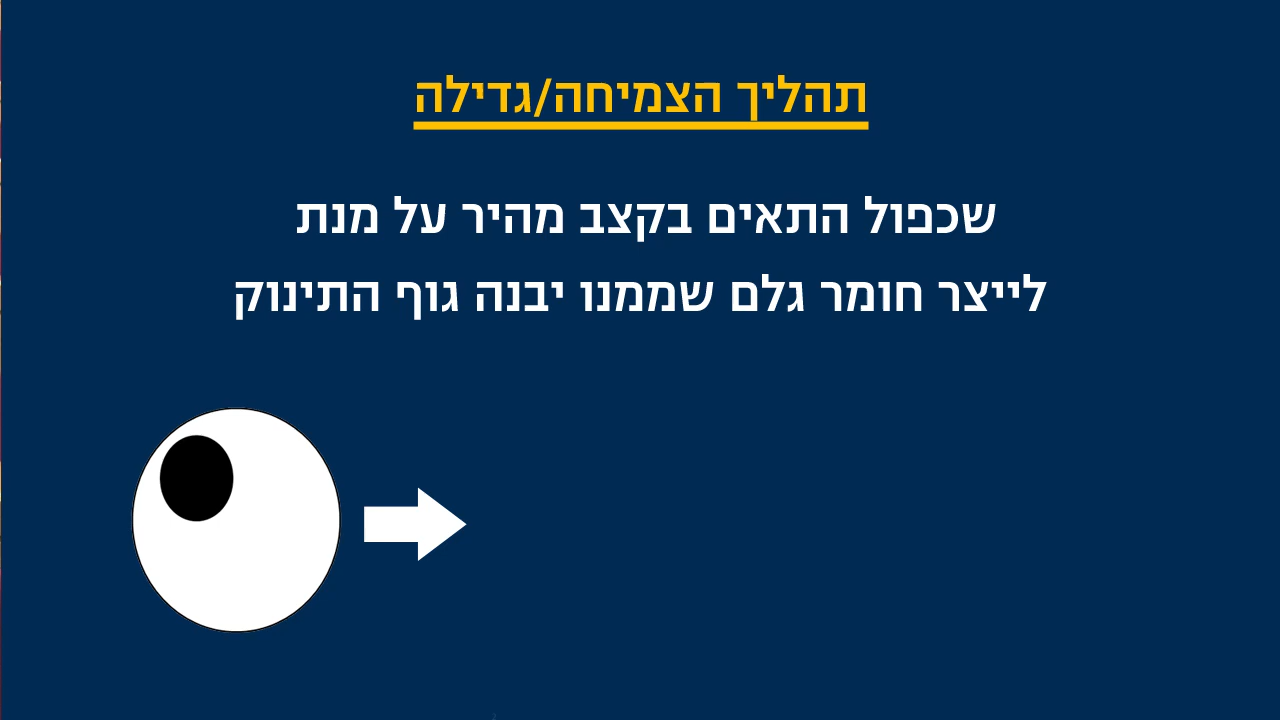 תהליך הצמיחה/גדילה
שכפול התאים בקצב מהיר על מנת
לייצר חומר גלם שממנו יבנה גוף התינוק